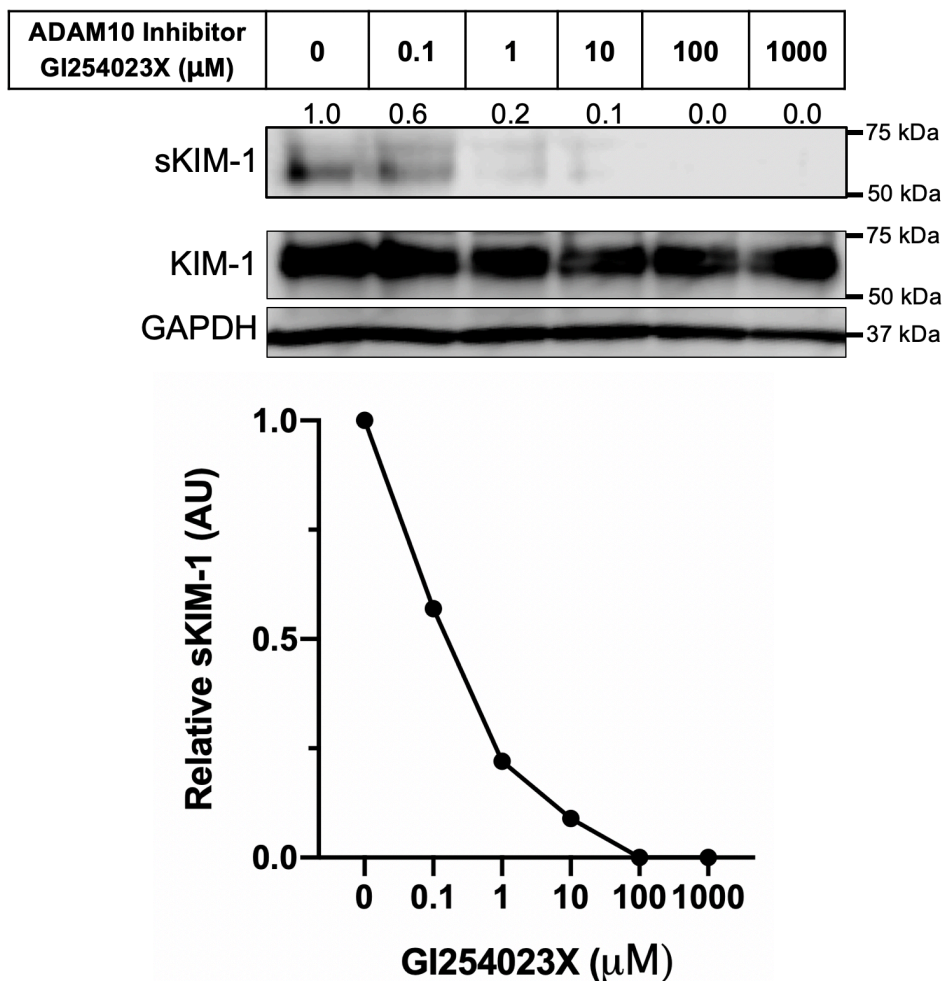 ADAM10 Inhibitor
GI254023X (μM)
0 0.1 1 10 100 1000
1.0 0.6 0.2 0.1 0.0 0.0
sKIM-1
75 kDa
50 kDa
KIM-1
75 kDa
50 kDa
GAPDH
37 kDa
Relative sKIM-1 (AU)
1.0
0.5
0.0
0 0.1 1 10 100 1000
GI254023X (μM)